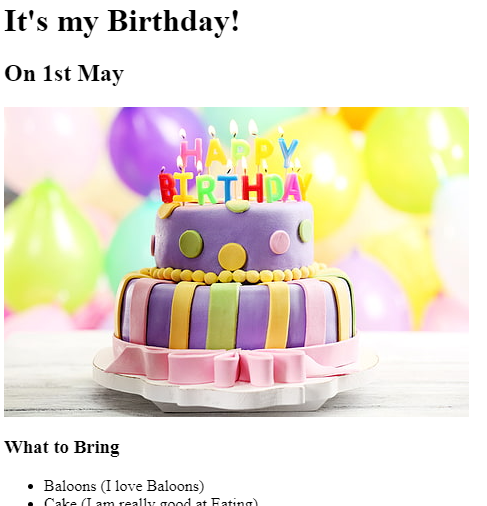 It's my Birthday!
On 1st May
HAPPY
BIRTHDAY
What to Bring
Baloons (I love Baloons)
Cake (I am really good at Eating)